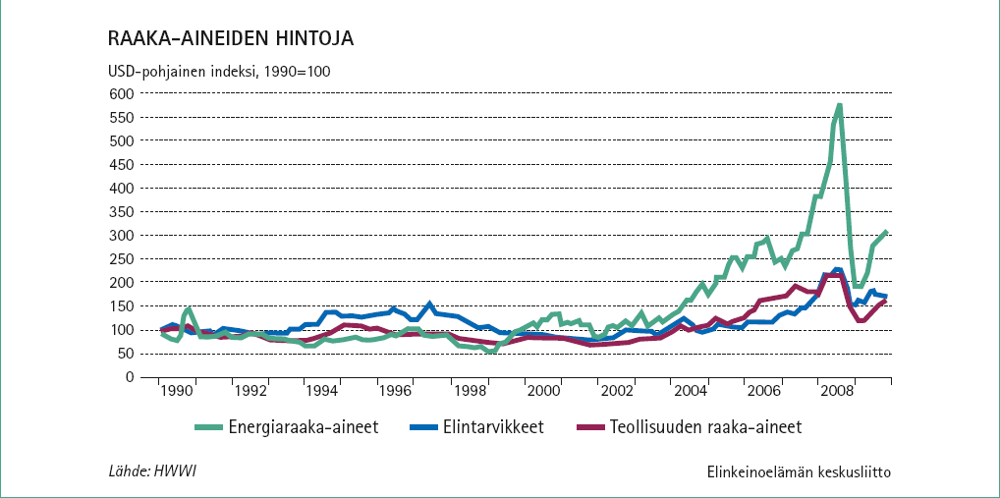 RAAKA-AINEIDEN HINTOJA
USD-pohjainen indeksi, 1990=100
600
550
500
450
400
350
300
250
200
150
100
50
0
1990 1992 1994 1996 1998 2000 2002 2004 2006 2008
Energiaraaka-aineet Elintarvikkeet Teollisuuden raaka-aineet
Lähde: HWWI Elinkeinoelämän keskusliitto